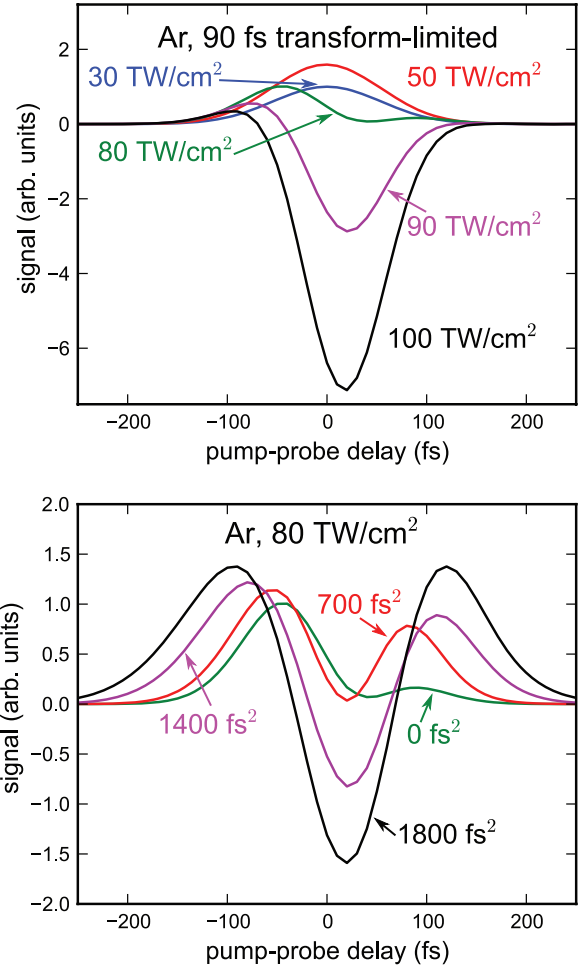 Ar, 90 fs transform-limited
30 TW/cm²
50 TW/cm²
80 TW/cm²
90 TW/cm²
100 TW/cm²
signal (arb. units)
2
0
−2
−4
−6
−200
−100
0
100
200
pump-probe delay (fs)
Ar, 80 TW/cm²
700 fs²
1400 fs²
0 fs²
1800 fs²
signal (arb. units)
2.0
1.5
1.0
0.5
0.0
−0.5
−1.0
−1.5
−2.0
−200
−100
0
100
200
pump-probe delay (fs)